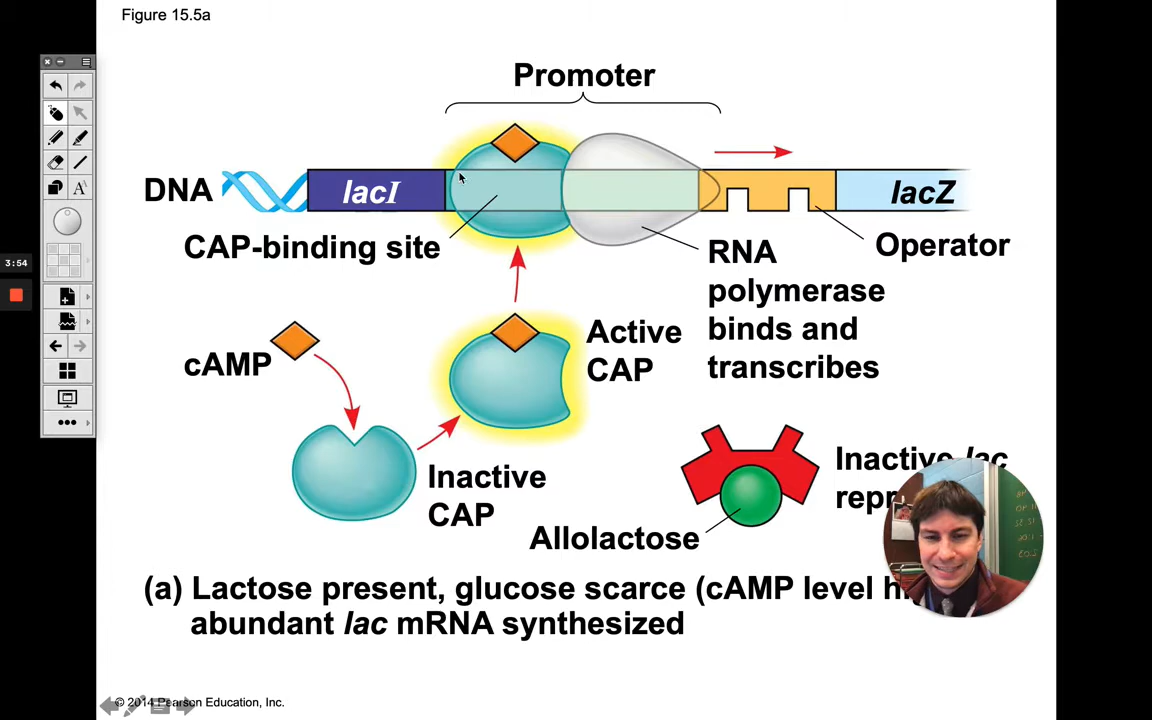 Figure 15.5a
Promoter
DNA
lacI
lacZ
CAP-binding site
Operator
RNA
polymerase
binds and
transcribes
3:54
cAMP
Active
CAP
Inactive
CAP
Inactive lac
Allolactose
(a) Lactose present, glucose scarce (cAMP level
abundant lac mRNA synthesized
© 2014 Pearson Education, Inc.